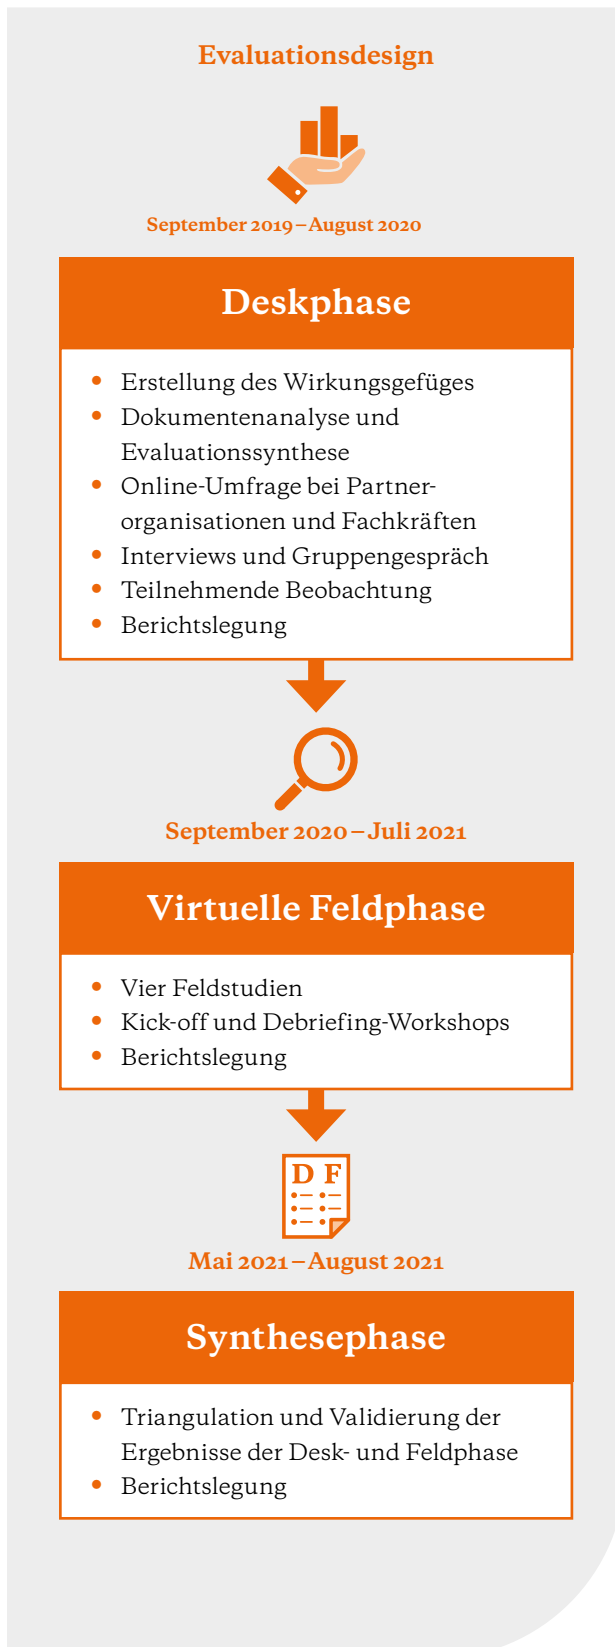 Evaluationsdesign
September 2019 – August 2020
Deskphase
• Erstellung des Wirkungsgefüges
• Dokumentenanalyse und
Evaluationssynthese
• Online-Umfrage bei Partner-
organisationen und Fachkräften
• Interviews und Gruppengespräch
• Teilnehmende Beobachtung
• Berichtslegung
September 2020 – Juli 2021
Virtuelle Feldphase
• Vier Feldstudien
• Kick-off und Debriefing-Workshops
• Berichtslegung
D F
Mai 2021 – August 2021
Synthesephase
• Triangulation und Validierung der
Ergebnisse der Desk- und Feldphase
• Berichtslegung